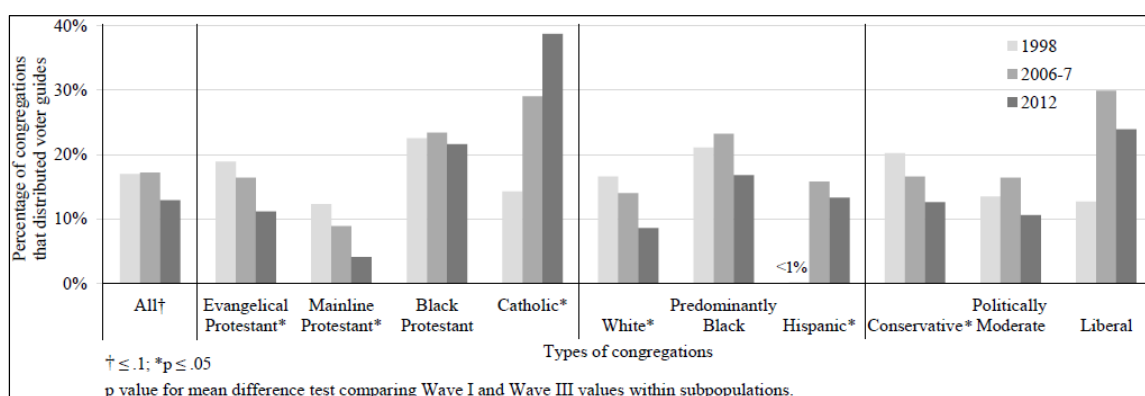 Percentage of congregations
that distributed voter guides
40%
30%
20%
10%
0%
1998
2006-7
2012
<1%
All†
Evangelical
Protestant*
Mainline
Protestant*
Black
Protestant
Catholic*
Predominantly
White*
Black
Hispanic*
Politically
Conservative*
Moderate
Liberal
Types of congregations
† ≤ .1; *p ≤ .05
p value for mean difference test comparing Wave I and Wave III values within subpopulations.